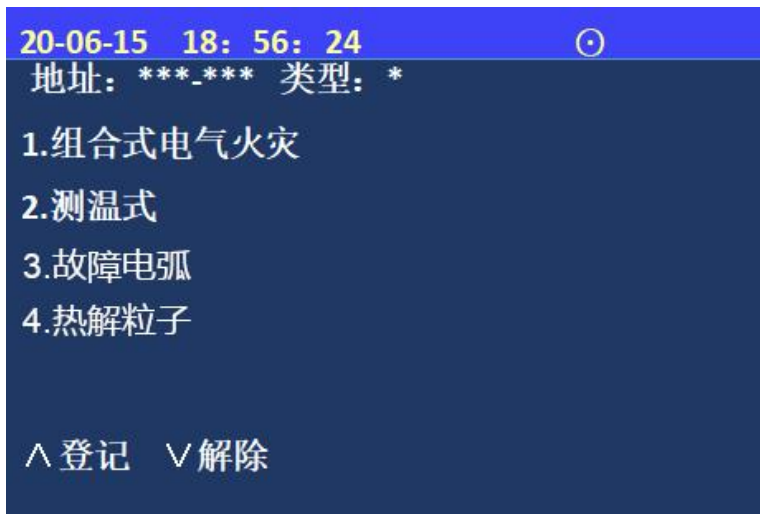 20-06-15 18：56：24
地址：***-*** 类型：*
1.组合式电气火灾
2.测温式
3.故障电弧
4.热解粒子
∧登记 ∨解除